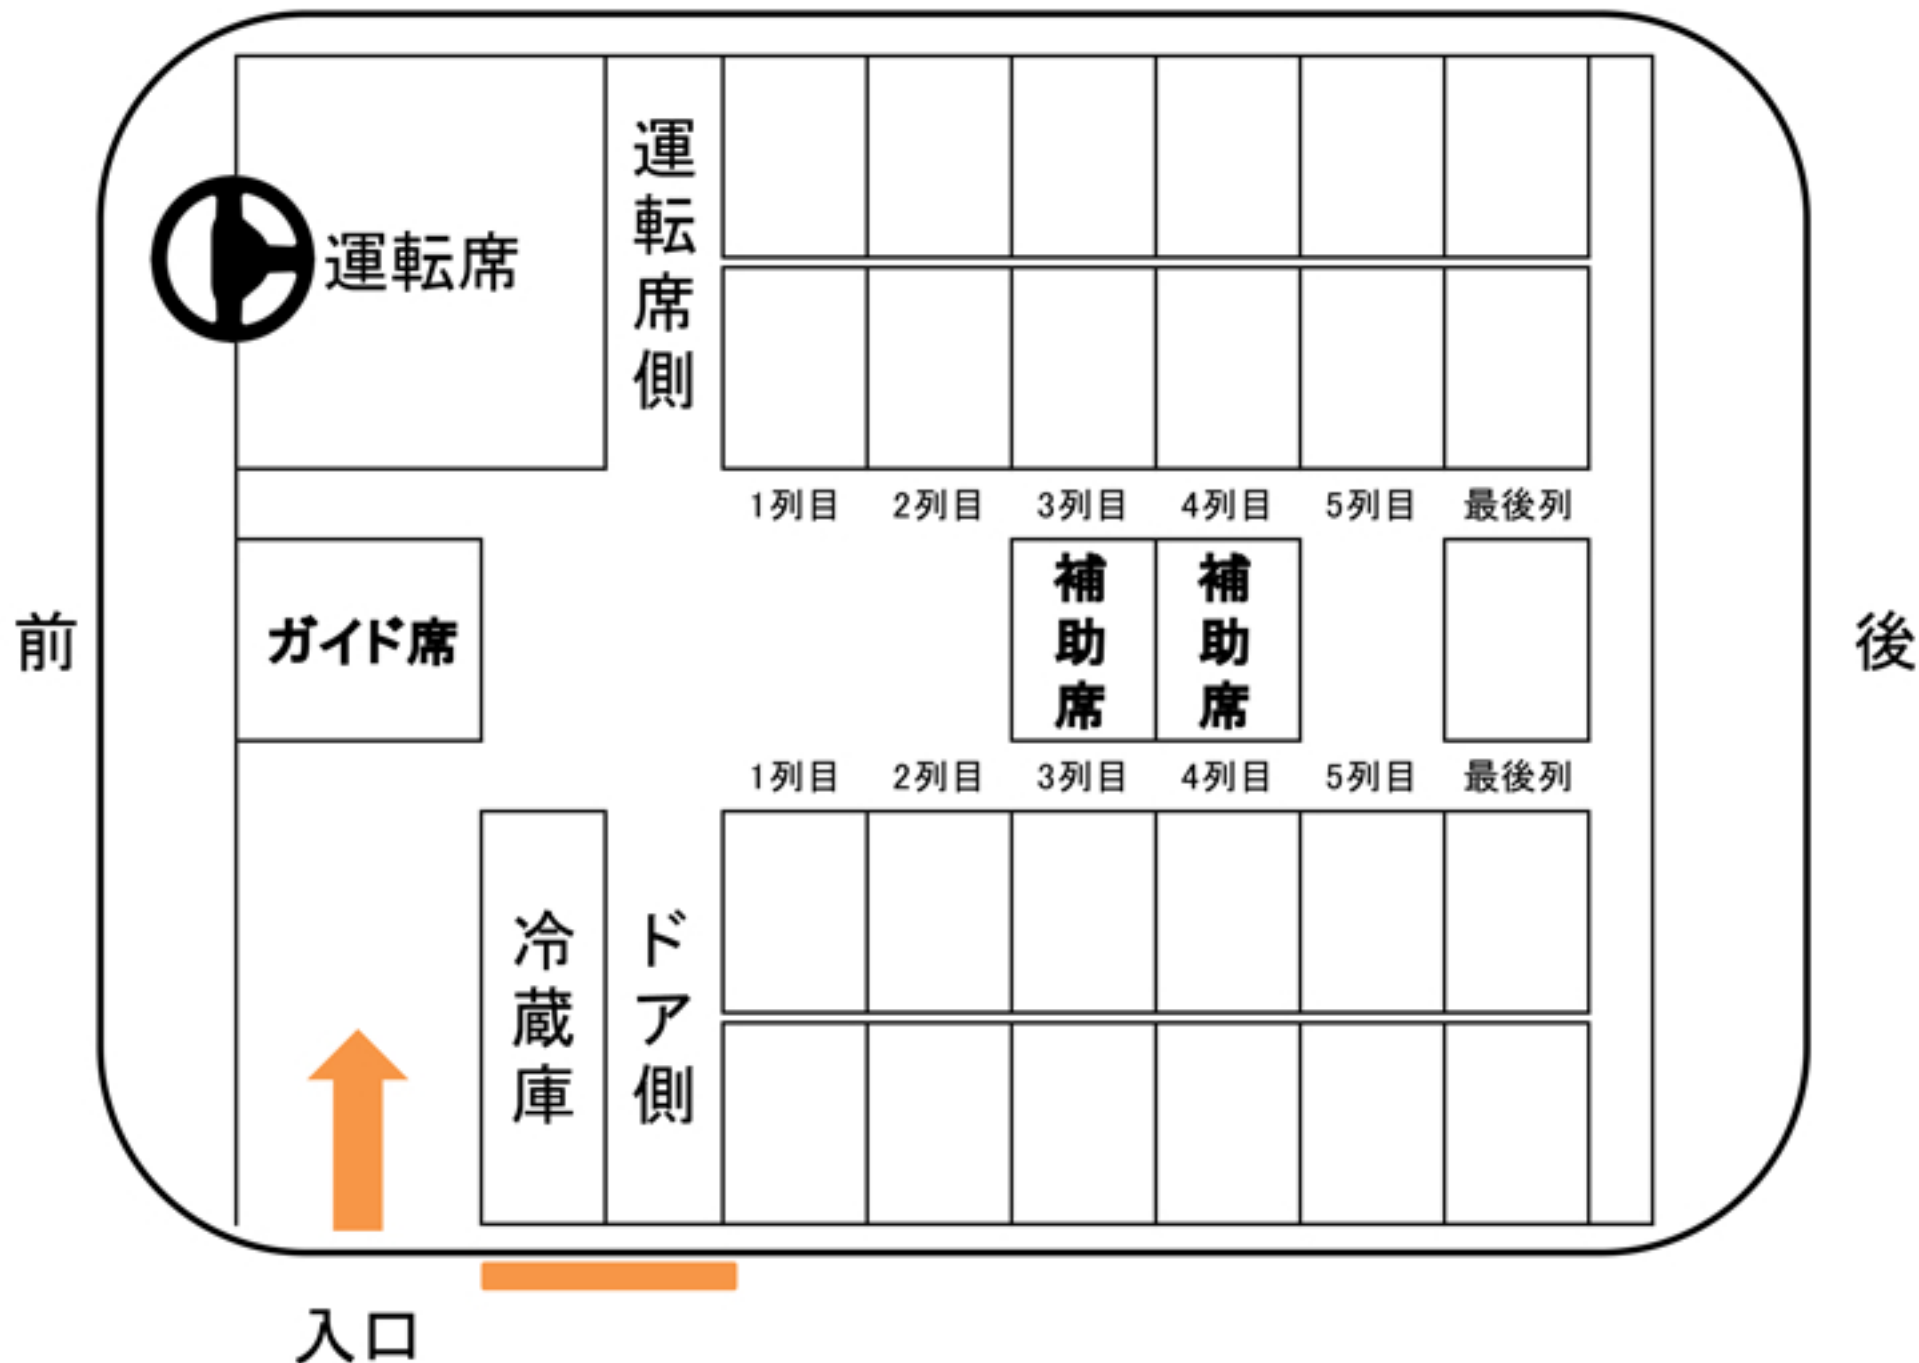 運転席
運転席側
1列目 2列目 3列目 4列目 5列目 最後列
前
ガイド席
補助席
補助席
後
1列目 2列目 3列目 4列目 5列目 最後列
冷蔵庫
ドア側
入口